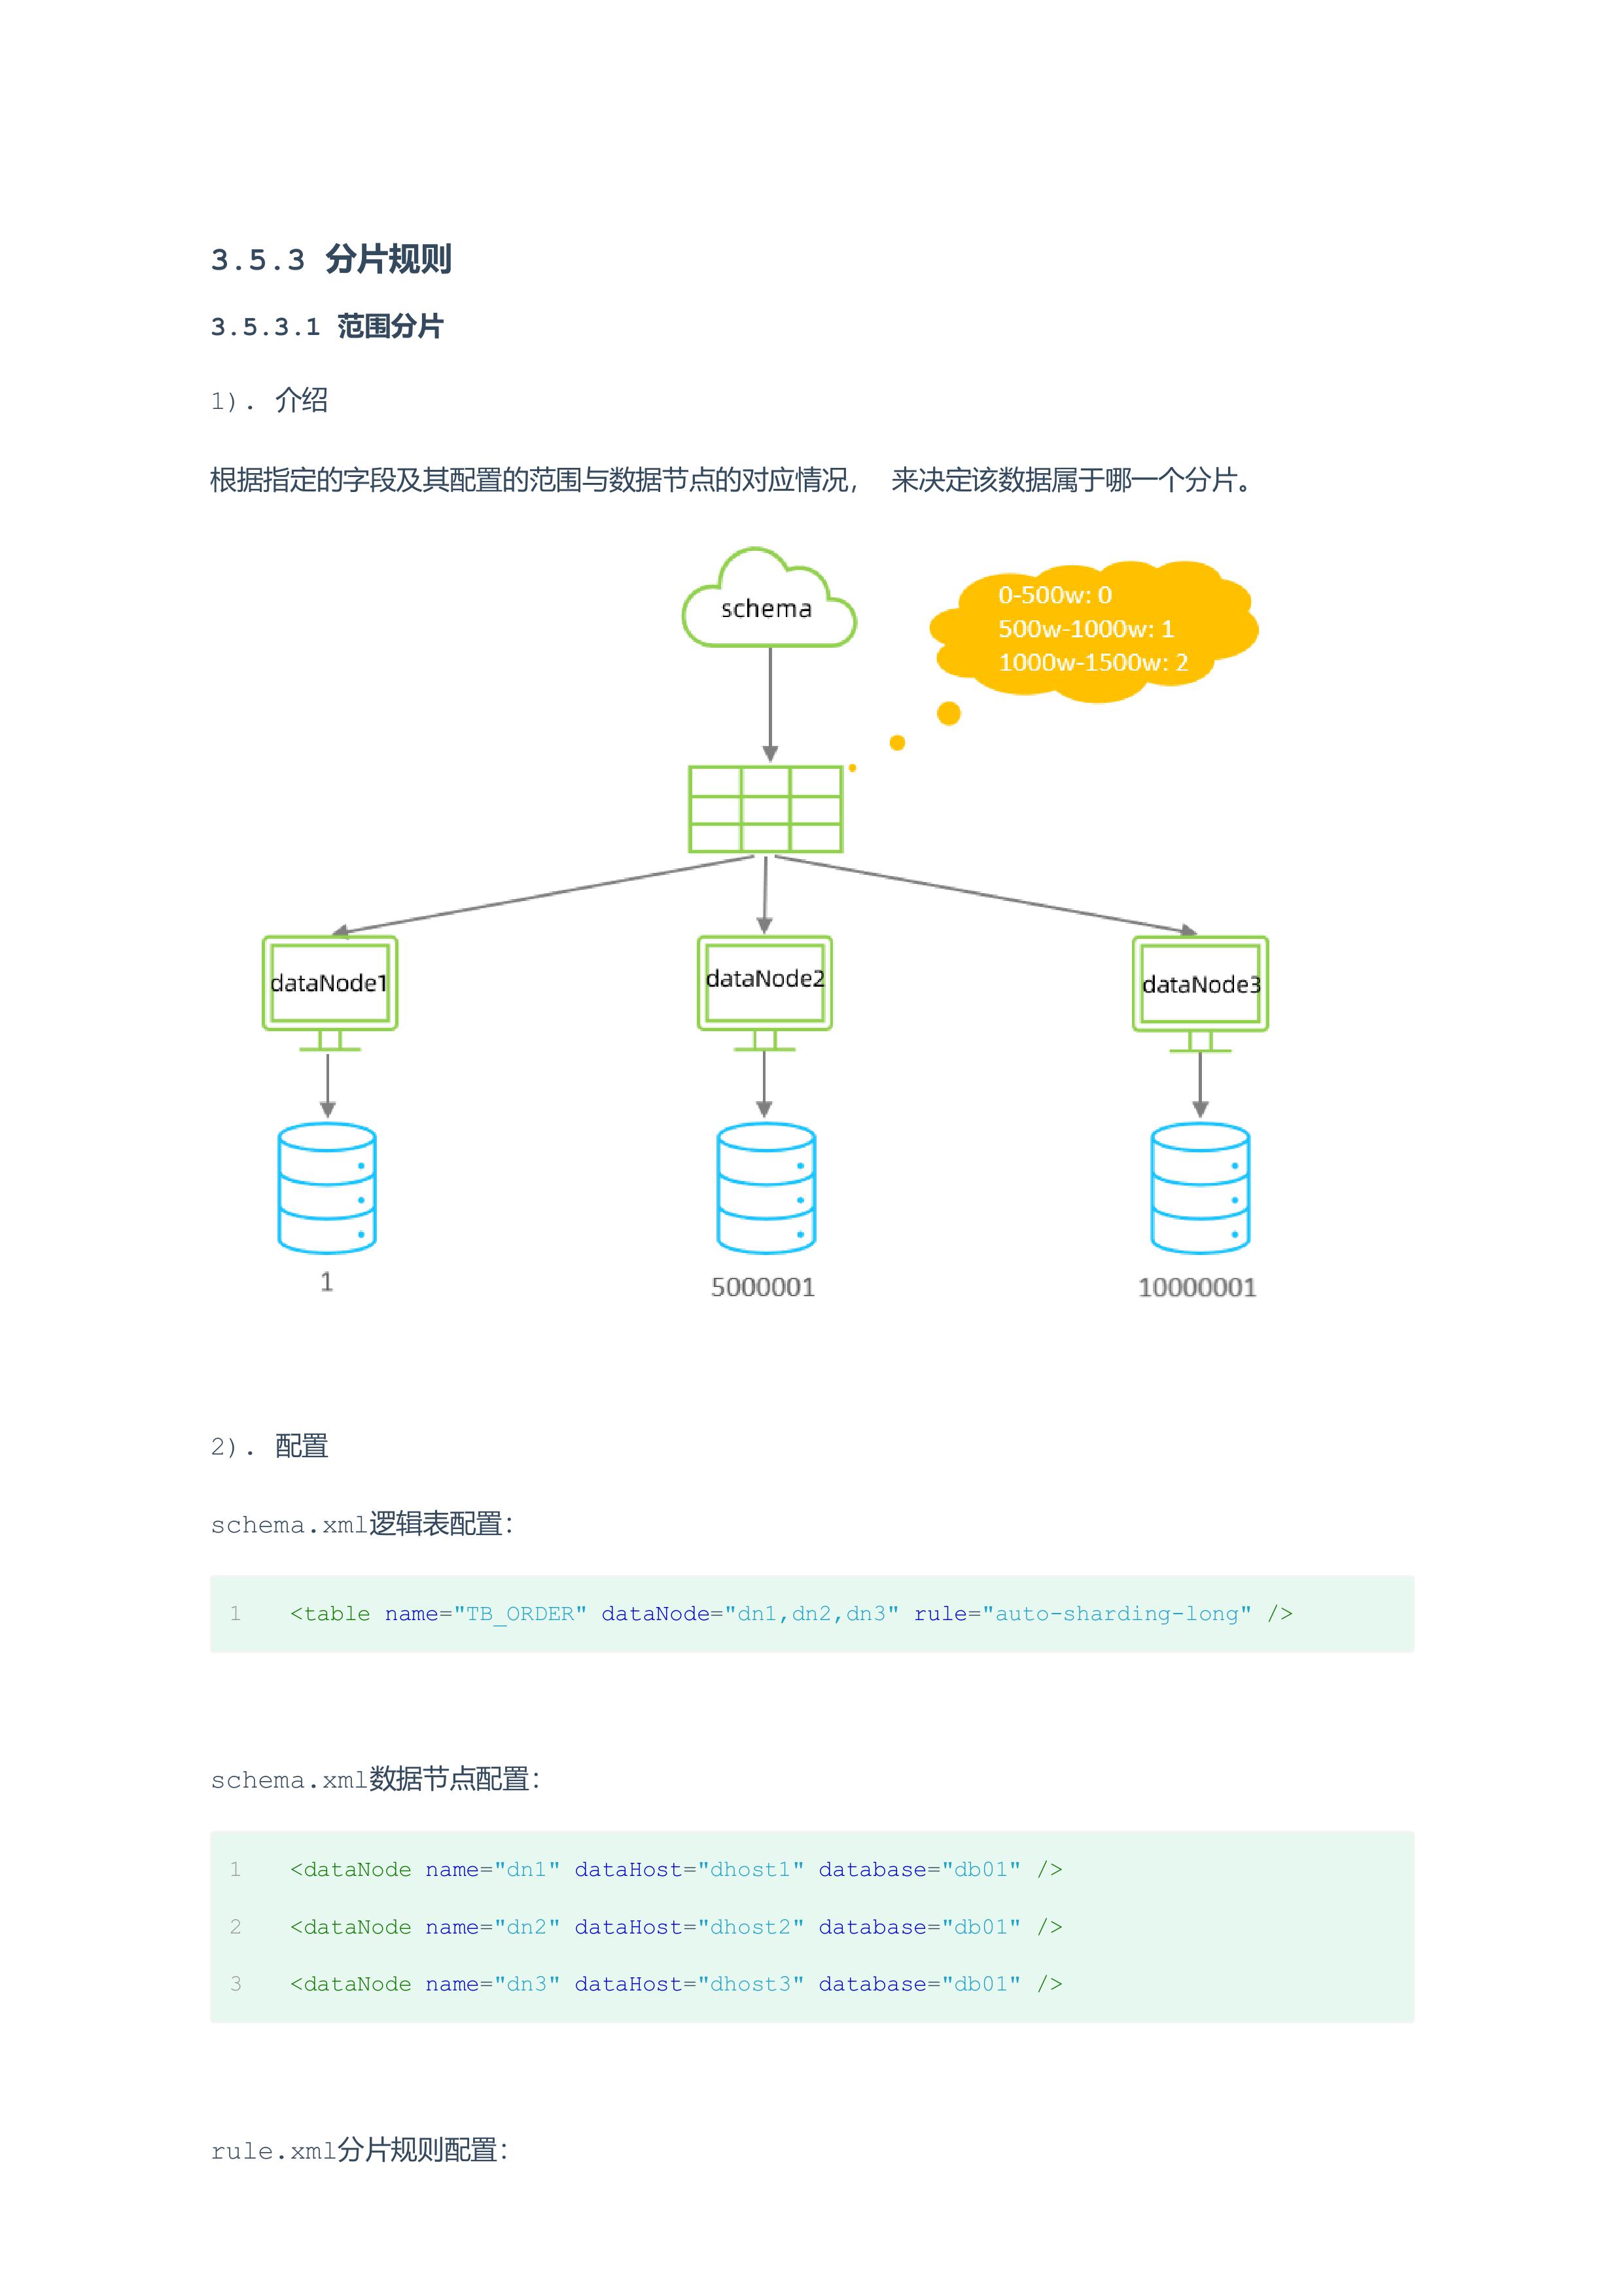 3.5.3 分片规则
3.5.3.1 范围分片
1). 介绍
根据指定的字段及其配置的范围与数据节点的对应情况， 来决定该数据属于哪一个分片。
schema
0-500w: 0
500w-1000w: 1
1000w-1500w: 2
dataNode1
dataNode2
dataNode3
1
5000001
10000001
2). 配置
schema.xml逻辑表配置：
1 <table name="TB_ORDER" dataNode="dn1,dn2,dn3" rule="auto-sharding-long" />
schema.xml数据节点配置：
1 <dataNode name="dn1" dataHost="dhost1" database="db01" />
2 <dataNode name="dn2" dataHost="dhost2" database="db01" />
3 <dataNode name="dn3" dataHost="dhost3" database="db01" />
rule.xml分片规则配置：